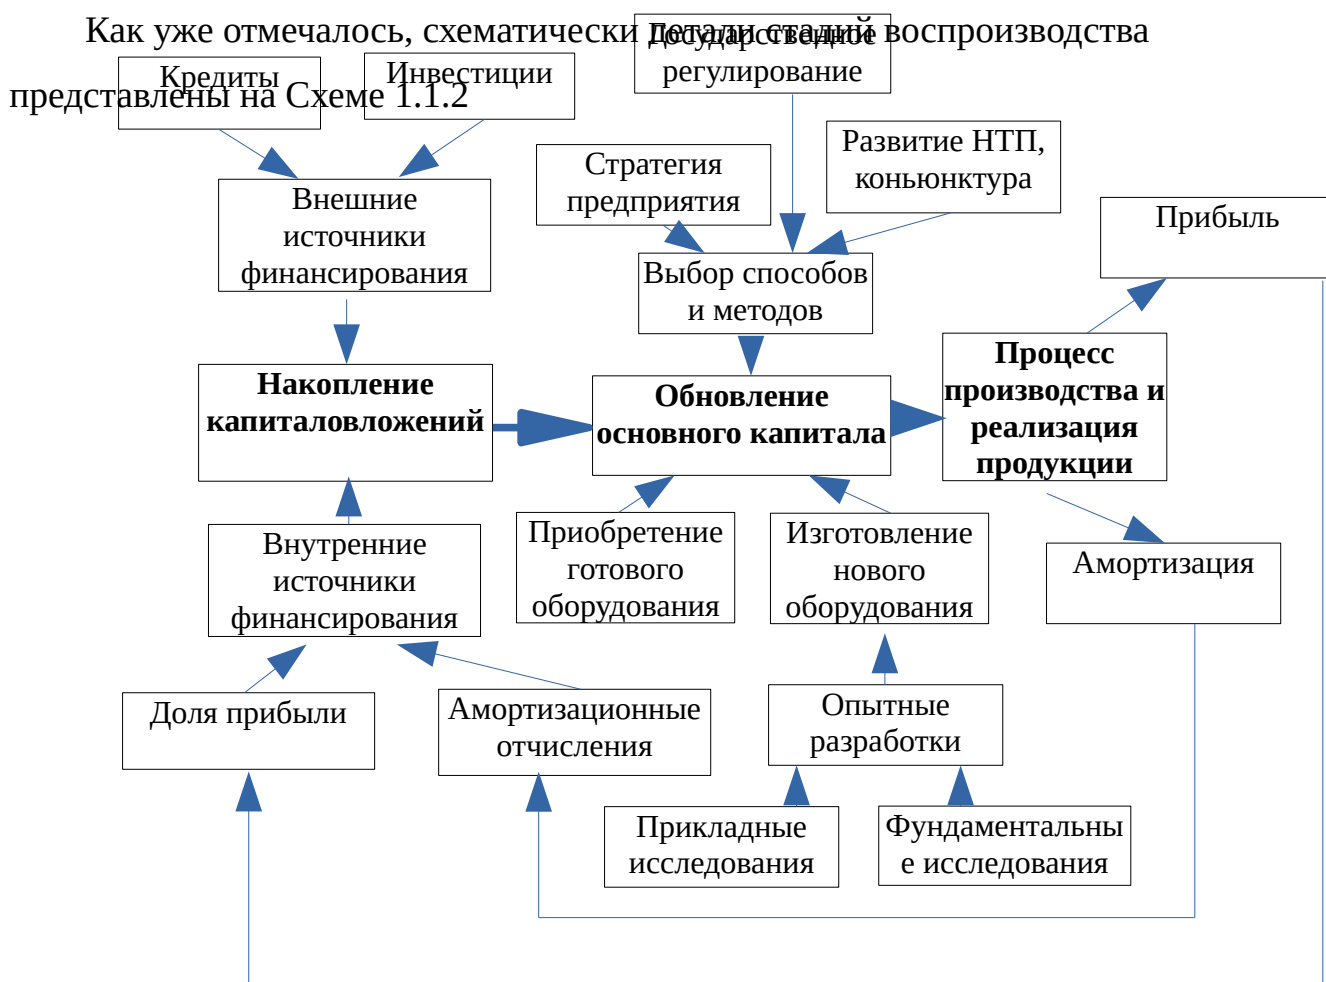 Как уже отмечалось, схематически детали стадий воспроизводства
представлены на Схеме 1.1.2
Государственное
регулирование
Кредиты
Инвестиции
Стратегия
предприятия
Развитие НТП,
коньюнктура
Внешние
источники
финансирования
Прибыль
Выбор способов
и методов
Накопление
капиталовложений
Обновление
основного капитала
Процесс
производства и
реализация
продукции
Внутренние
источники
финансирования
Приобретение
готового
оборудования
Изготовление
нового
оборудования
Амортизация
Доля прибыли
Амортизационные
отчисления
Опытные
разработки
Прикладные
исследования
Фундаментальны
е исследования